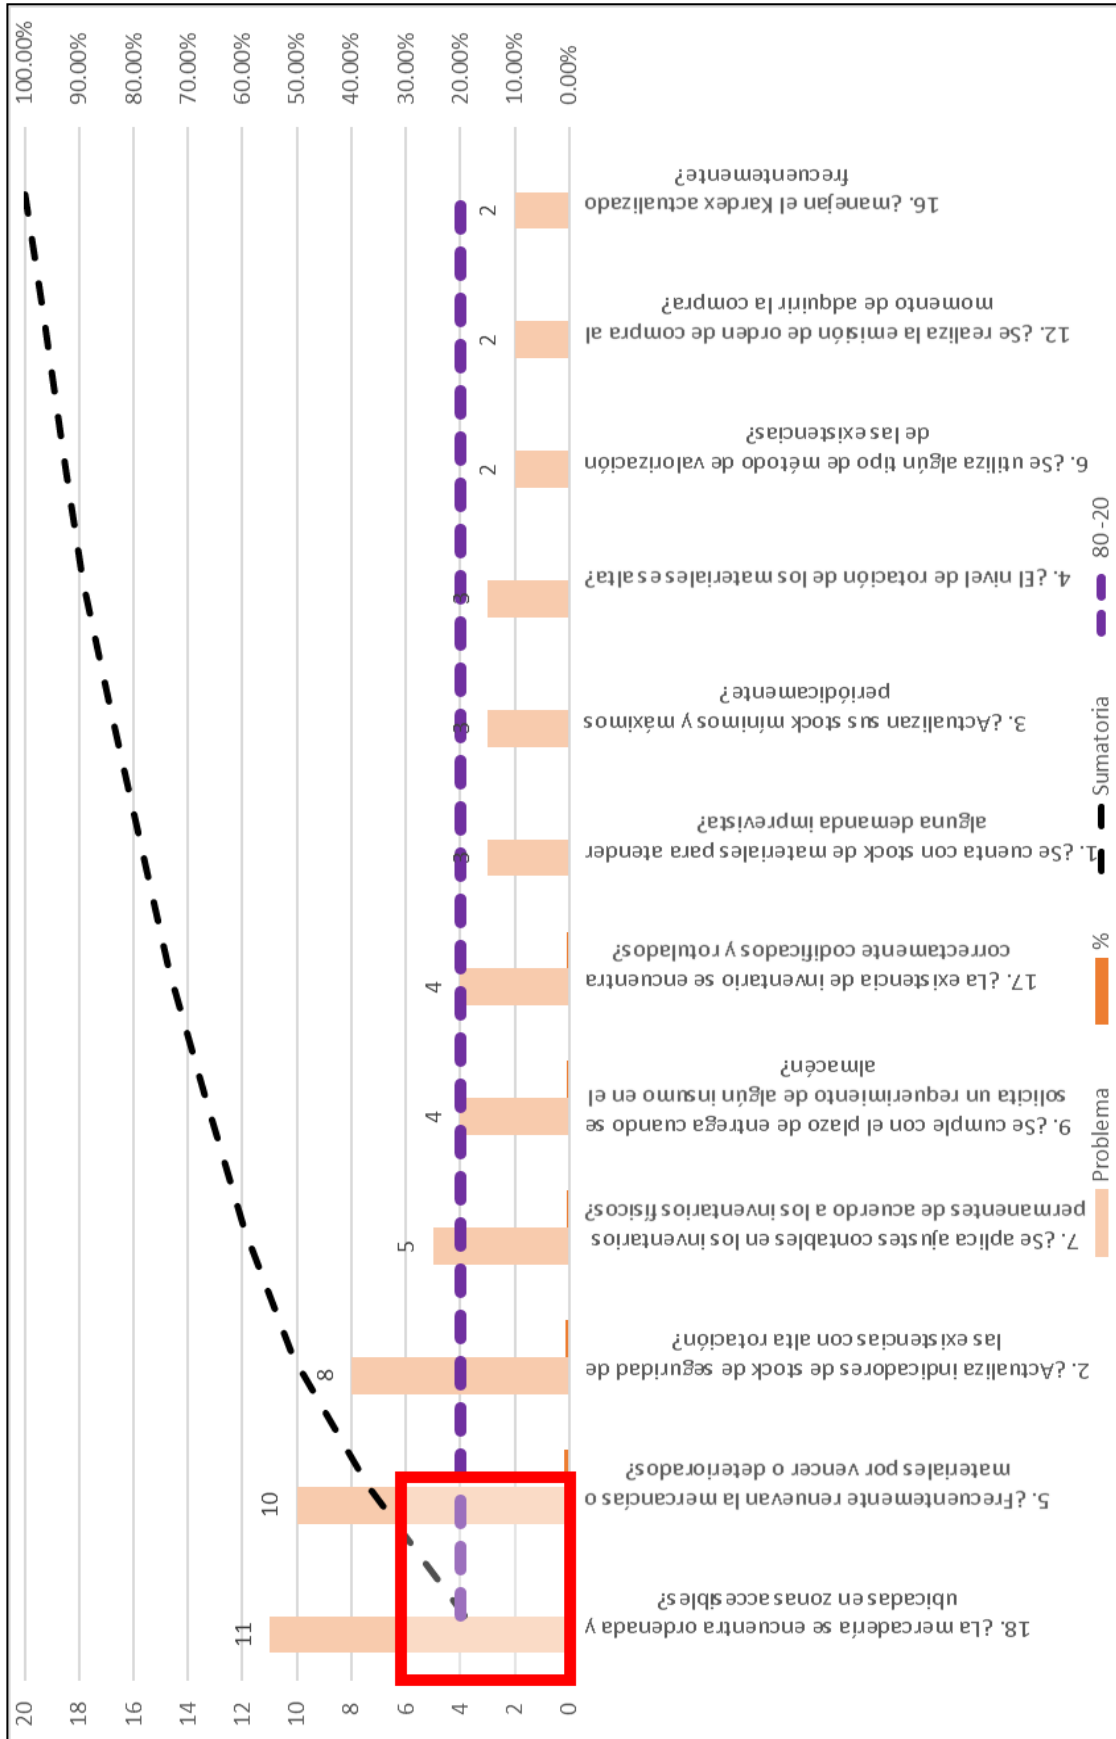 100.00%
90.00%
80.00%
70.00%
60.00%
50.00%
40.00%
30.00%
20.00%
10.00%
0.00%
20
18
16
14
12
10
8
6
4
2
0
11
10
8
5
4
4
3
3
3
2
2
2
18. ¿La mercadería se encuentra ordenada y
ubicadas en zonas accesibles?
5. ¿Frecuentemente renuevan la mercancías o
materiales por vencer o deteriorados?
2. ¿Actualiza indicadores de stock de seguridad de
las existencias con alta rotación?
7. ¿Se aplica ajustes contables en los inventarios
permanentes de acuerdo a los inventarios físicos?
9. ¿Se cumple con el plazo de entrega cuando se
solicita un requerimiento de algún insumo en el
almacén?
17. ¿La existencia de inventario se encuentra
correctamente codificados y rotulados?
1. ¿Se cuenta con stock de materiales para atender
alguna demanda imprevista?
3. ¿Actualizan sus stock mínimos y máximos
periódicamente?
4. ¿El nivel de rotación de los materiales es alta?
6. ¿Se utiliza algún tipo de método de valorización
de las existencias?
12. ¿Se realiza la emisión de orden de compra al
momento de adquirir la compra?
16. ¿manejan el Kardex actualizado
frecuentemente?
Problema
%
Sumatoria
80-20